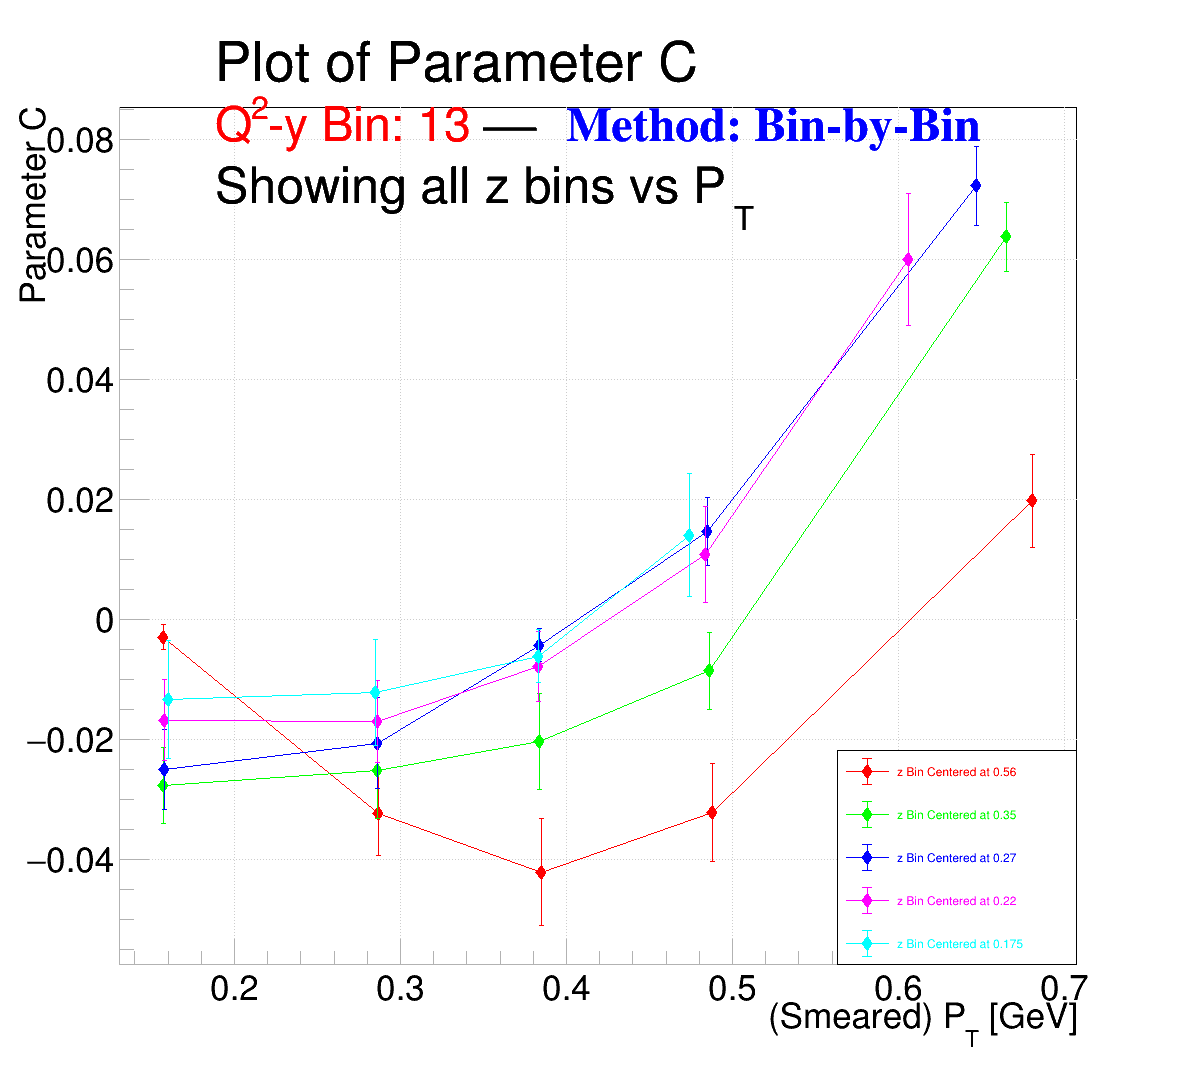 Plot of Parameter C
Q²-y Bin: 13 — Method: Bin-by-Bin
Showing all z bins vs P_T
Parameter C
0.08
0.06
0.04
0.02
0
−0.02
−0.04
z Bin Centered at 0.56
z Bin Centered at 0.35
z Bin Centered at 0.27
z Bin Centered at 0.22
z Bin Centered at 0.175
0.2 0.3 0.4 0.5 0.6 0.7
(Smeared) P_T [GeV]